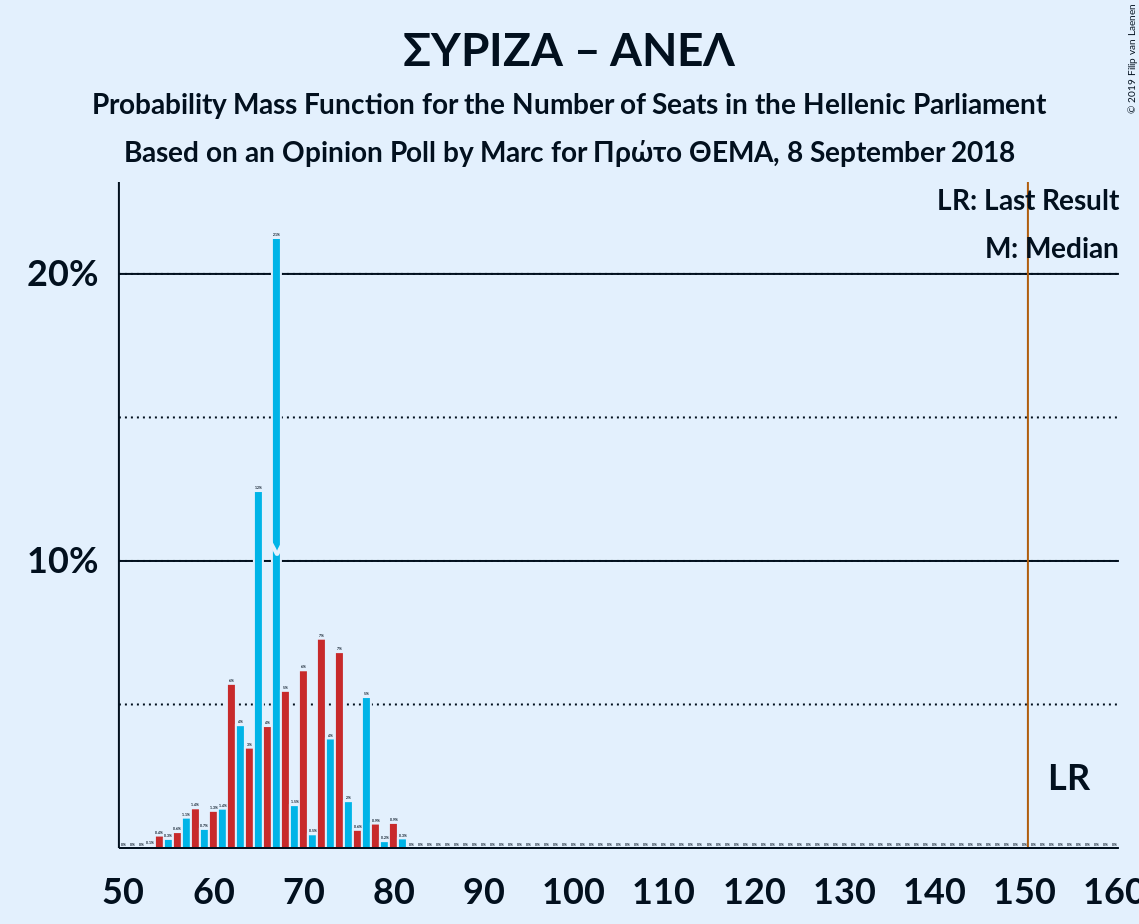 ΣΥΡΙΖΑ – ΑΝΕΛ
Probability Mass Function for the Number of Seats in the Hellenic Parliament
Based on an Opinion Poll by Marc for Πρώτο ΘΕΜΑ, 8 September 2018
© 2019 Filip van Laenen
LR: Last Result
M: Median
20%
10%
LR
50 60 70 80 90 100 110 120 130 140 150 160